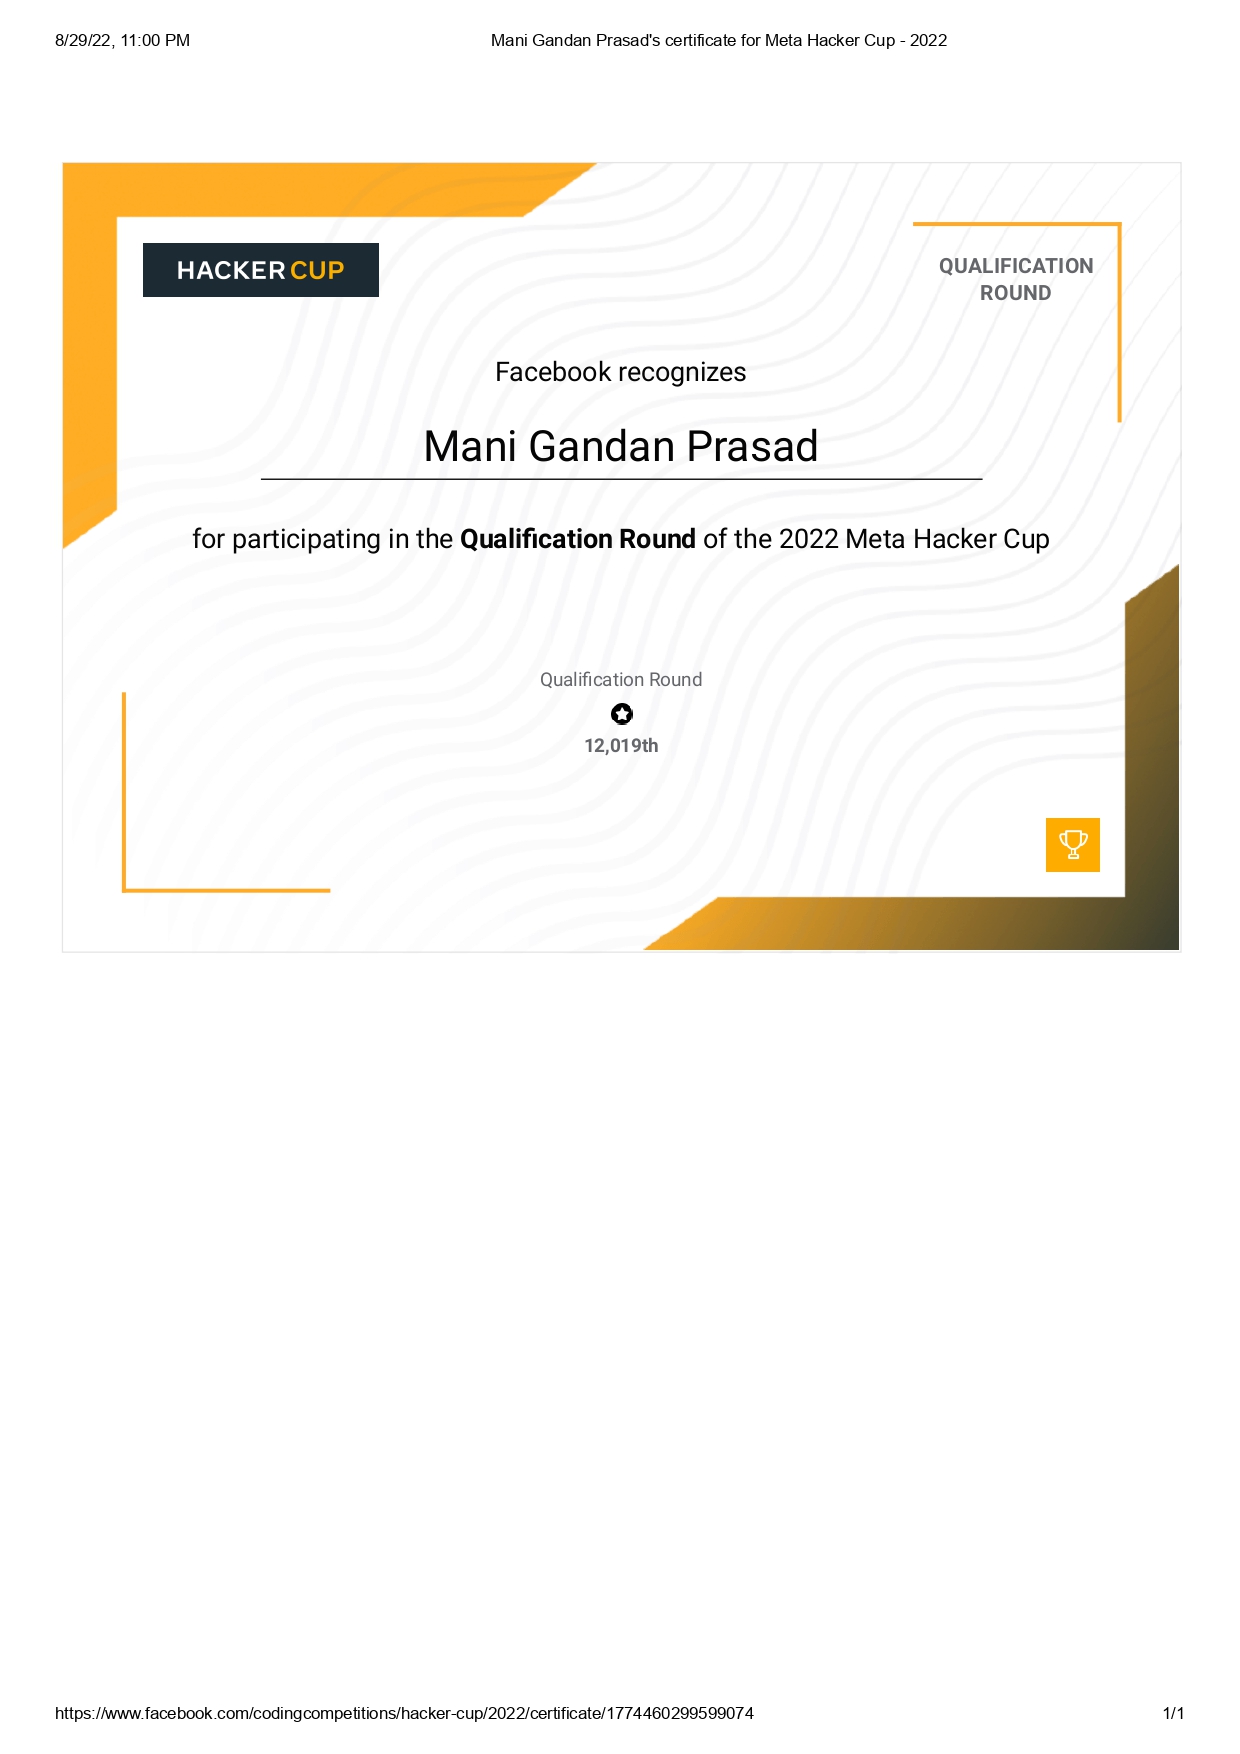 8/29/22, 11:00 PM Mani Gandan Prasad's certificate for Meta Hacker Cup - 2022
HACKER CUP
QUALIFICATION
ROUND
Facebook recognizes
Mani Gandan Prasad
for participating in the Qualification Round of the 2022 Meta Hacker Cup
Qualification Round
12,019th
https://www.facebook.com/codingcompetitions/hacker-cup/2022/certificate/1774460299599074 1/1